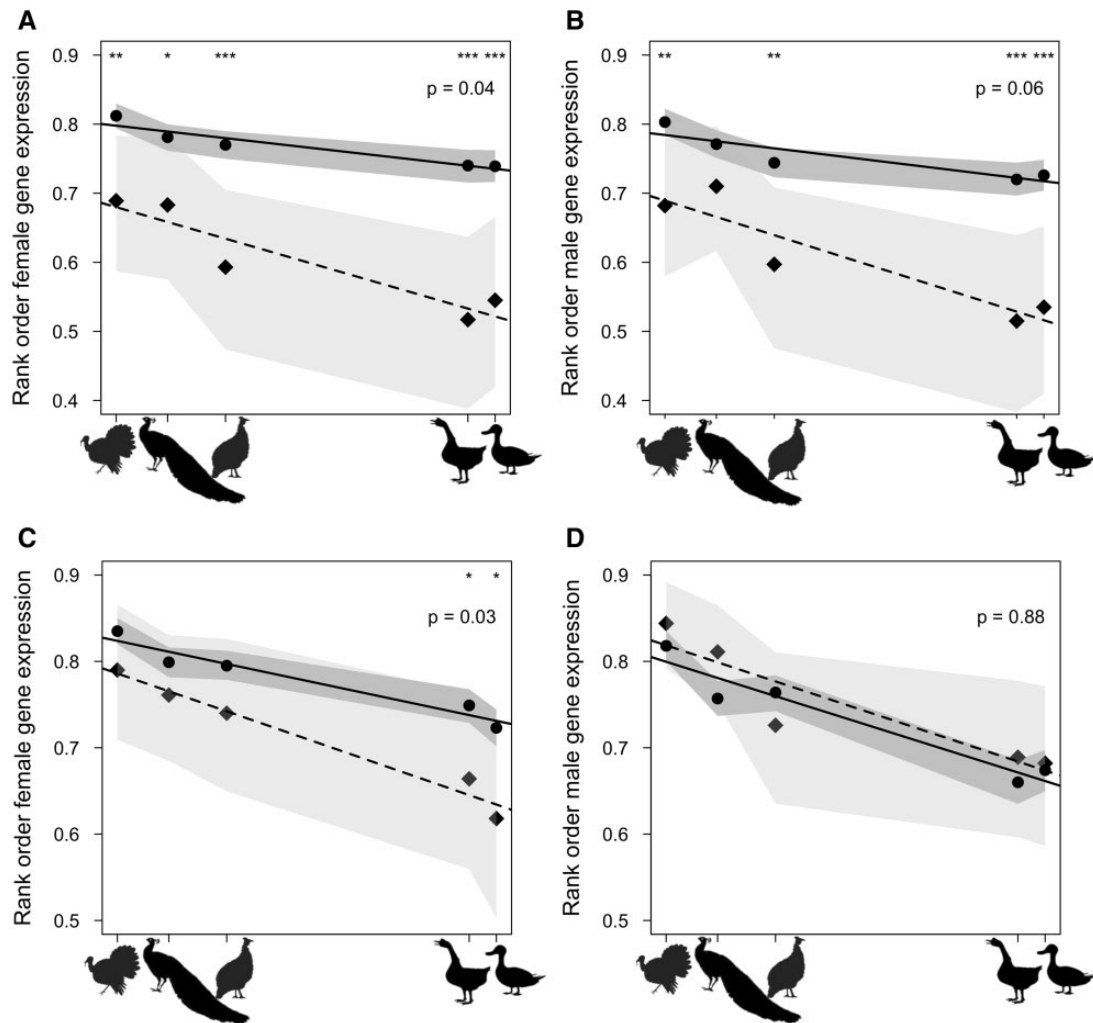 A
Rank order female gene expression
0.9
0.8
0.7
0.6
0.5
0.4
** * *** *** ***
p = 0.04
B
Rank order male gene expression
0.9
0.8
0.7
0.6
0.5
0.4
** ** *** ***
p = 0.06
C
Rank order female gene expression
0.9
0.8
0.7
0.6
0.5
* *
p = 0.03
D
Rank order male gene expression
0.9
0.8
0.7
0.6
0.5
p = 0.88